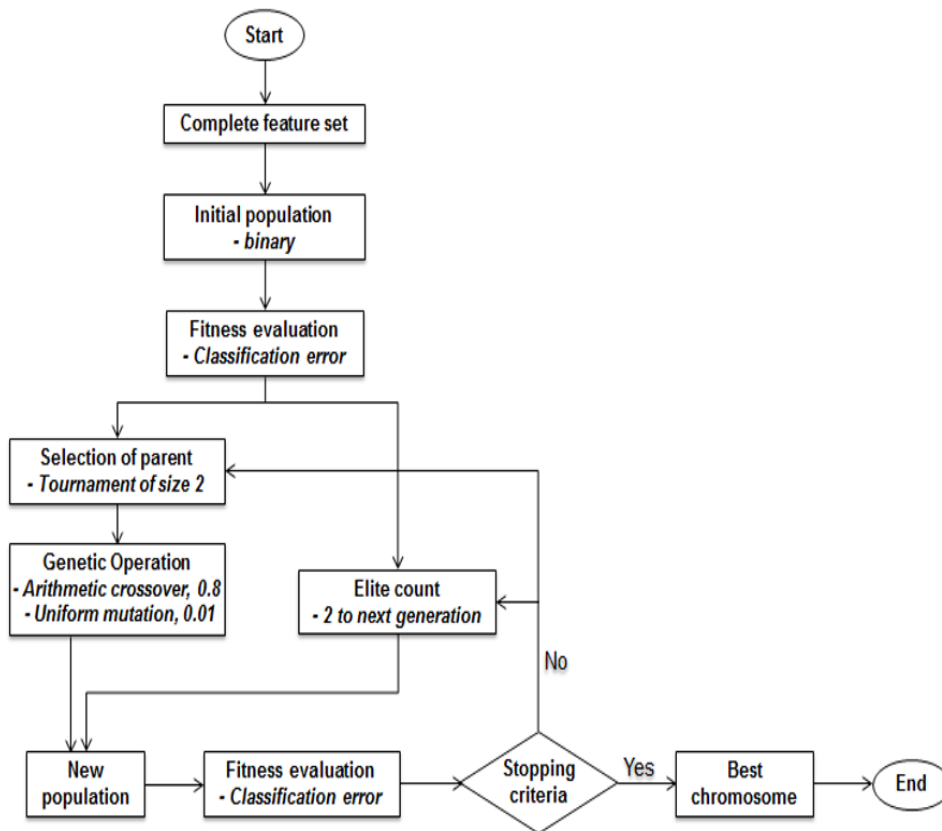 Start
Complete feature set
Initial population
- binary
Fitness evaluation
- Classification error
Selection of parent
- Tournament of size 2
Genetic Operation
- Arithmetic crossover, 0.8
- Uniform mutation, 0.01
Elite count
- 2 to next generation
No
New
population
Fitness evaluation
- Classification error
Stopping
criteria
Yes
Best
chromosome
End